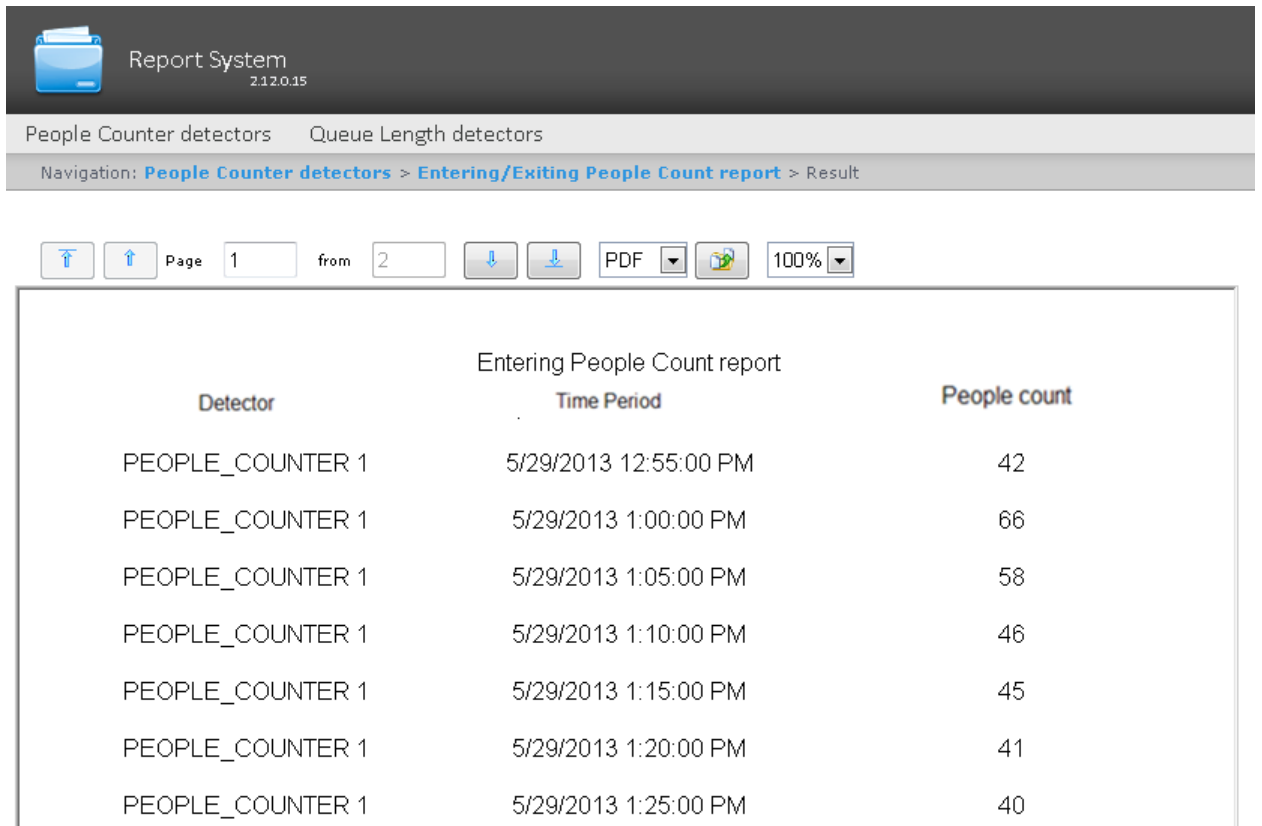 Report System
2.12.0.15
People Counter detectors Queue Length detectors
Navigation: People Counter detectors > Entering/Exiting People Count report > Result
Page 1 from 2 PDF 100%
Entering People Count report
Detector Time Period People count
PEOPLE_COUNTER 1 5/29/2013 12:55:00 PM 42
PEOPLE_COUNTER 1 5/29/2013 1:00:00 PM 66
PEOPLE_COUNTER 1 5/29/2013 1:05:00 PM 58
PEOPLE_COUNTER 1 5/29/2013 1:10:00 PM 46
PEOPLE_COUNTER 1 5/29/2013 1:15:00 PM 45
PEOPLE_COUNTER 1 5/29/2013 1:20:00 PM 41
PEOPLE_COUNTER 1 5/29/2013 1:25:00 PM 40